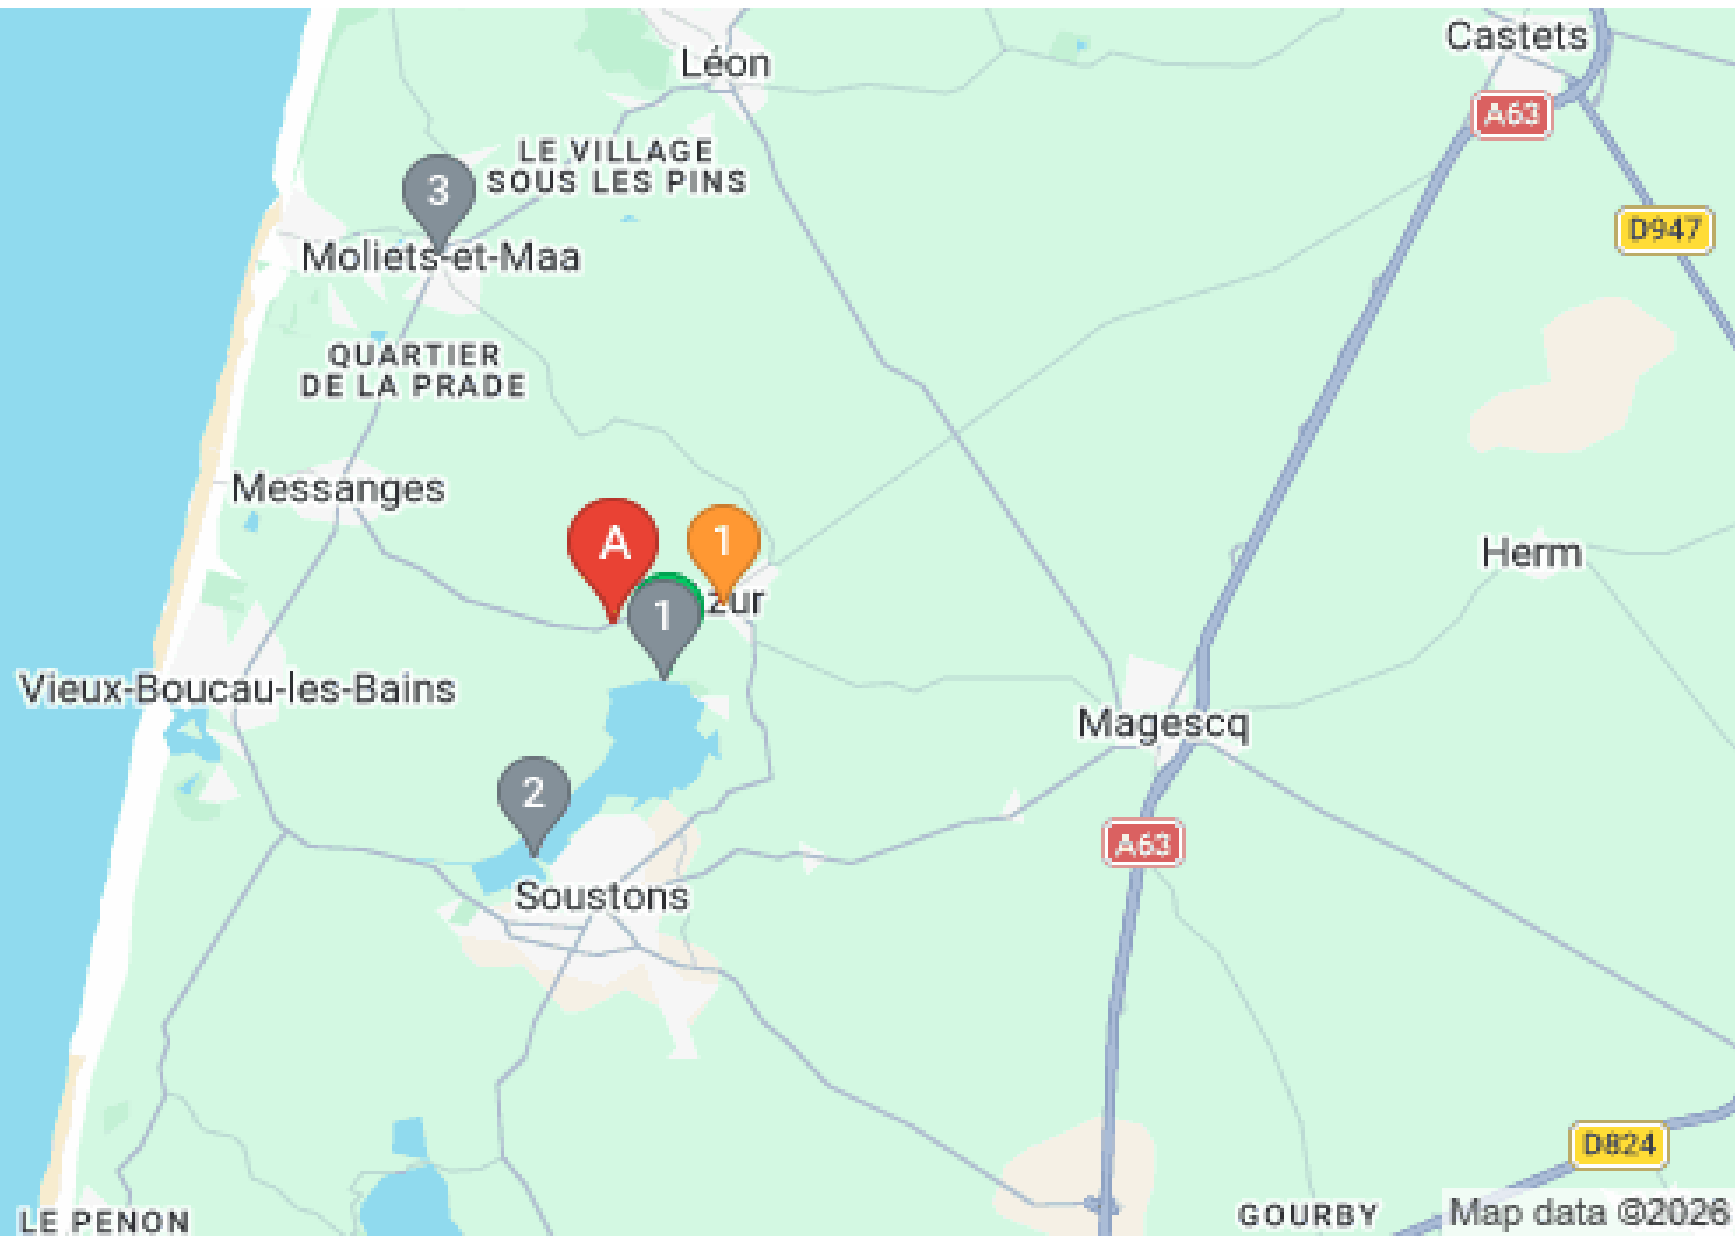 Castets
Léon
A63
LE VILLAGE
SOUS LES PINS
3
D947
Moliets-et-Maa
QUARTIER
DE LA PRADE
Messanges
A
1
Herm
zur
1
Vieux-Boucau-les-Bains
Magescq
2
A63
Soustons
D824
LE PENON
GOURBY
Map data ©2026